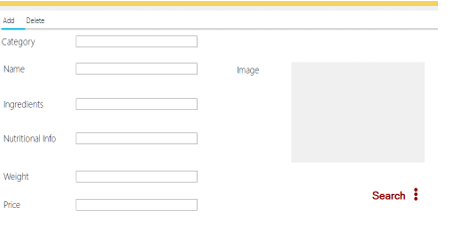 Add Delete
Category
Name
Image
Ingredients
Nutritional Info
Weight
Search
Price